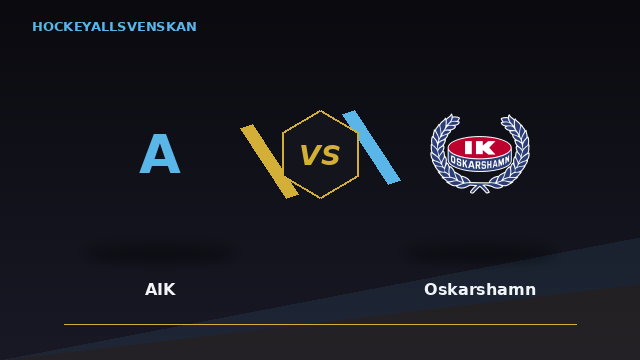 HOCKEYALLSVENSKAN
A
VS
IK
OSKARSHAMN
AIK
Oskarshamn